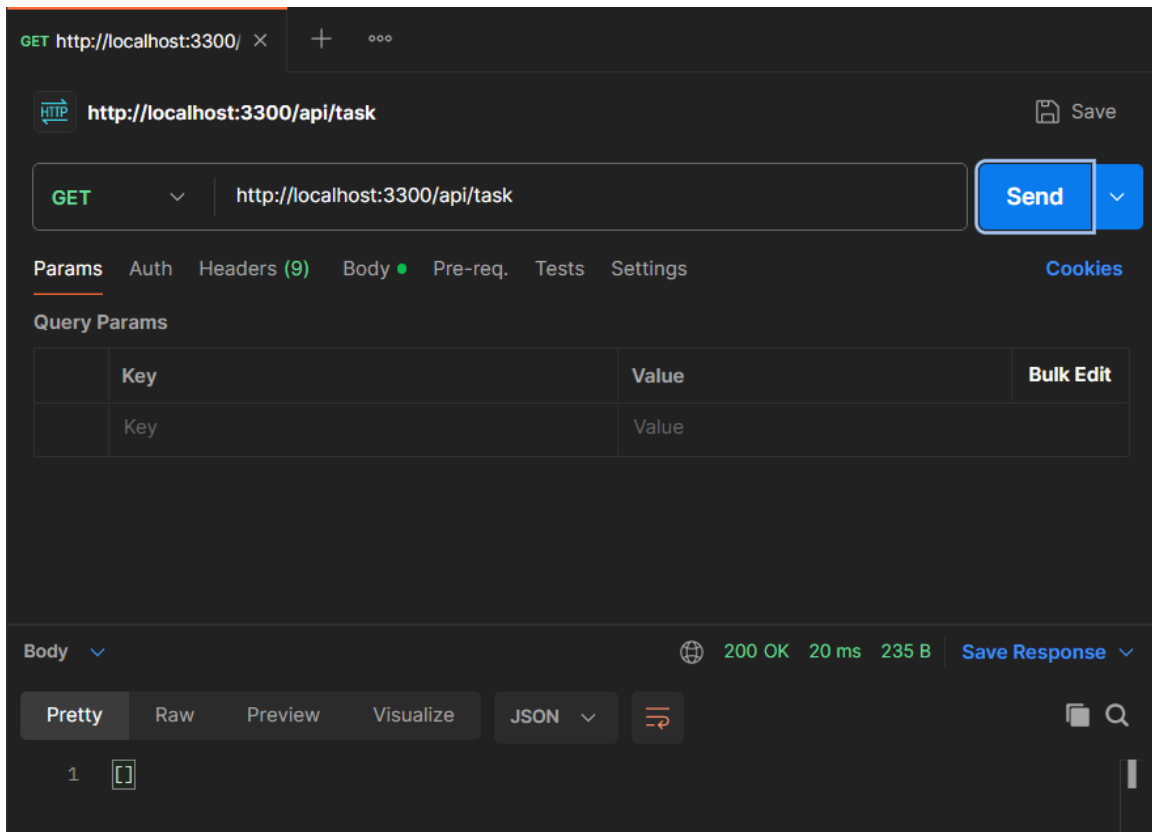 GET http://localhost:3300/
HTTP http://localhost:3300/api/task Save
GET http://localhost:3300/api/task Send
Params Auth Headers (9) Body Pre-req. Tests Settings Cookies
Query Params
Key Value Bulk Edit
Key Value
Body 200 OK 20 ms 235 B Save Response
Pretty Raw Preview Visualize JSON
1 []